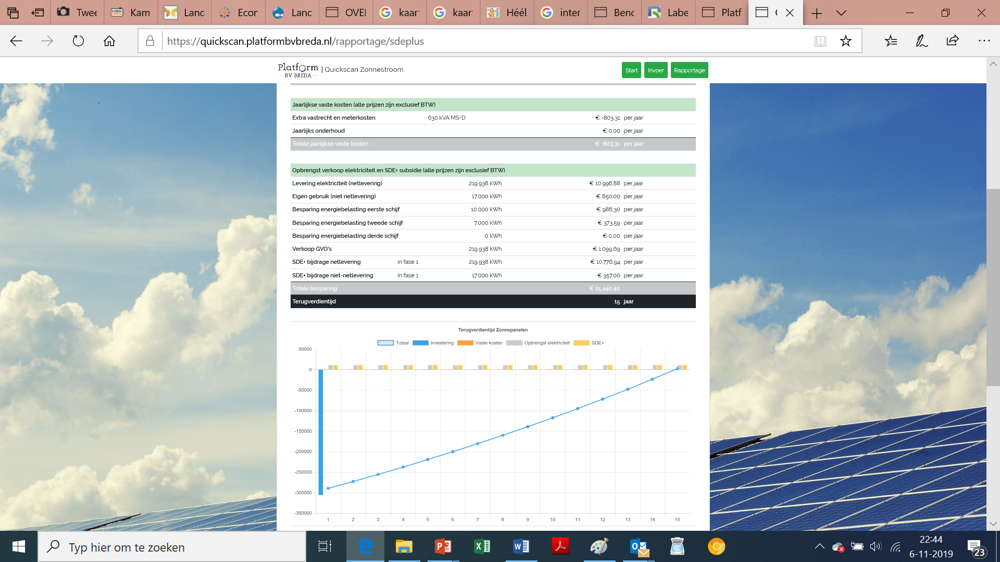 Twee
Kam
Lanc
Ecor
Lanc
OVEI
kaar
kaar
Héél
inter
Benc
Labe
Platf
https://quickscan.platformbvbreda.nl/rapportage/sdeplus
Platform
BV BREDA
| Quickscan Zonnestroom
Start Invoer Rapportage
Jaarlijkse vaste kosten (alle prijzen zijn exclusief BTW)
Extra vastrecht en meterkosten 630 kVA MS-D € -803,31 per jaar
Jaarlijks onderhoud € 0,00 per jaar
Totale jaarlijkse vaste kosten € -803,31 per jaar
Opbrengst verkoop elektriciteit en SDE+ subsidie (alle prijzen zijn exclusief BTW)
Levering elektriciteit (netlevering) 219.938 kWh € 10.996,88 per jaar
Eigen gebruik (niet netlevering) 17.000 kWh € 850,00 per jaar
Besparing energiebelasting eerste schijf 10.000 kWh € 986,30 per jaar
Besparing energiebelasting tweede schijf 7.000 kWh € 373,59 per jaar
Besparing energiebelasting derde schijf 0 kWh € 0,00 per jaar
Verkoop GVO's 219.938 kWh € 1.099,69 per jaar
SDE+ bijdrage netlevering in fase 1 219.938 kWh € 10.776,94 per jaar
SDE+ bijdrage niet-netlevering in fase 1 17.000 kWh € 357,00 per jaar
Totale besparing € 25.440,40
Terugverdientijd 15 jaar
Terugverdientijd Zonnepanelen
Totaal Investering Vaste kosten Opbrengst elektriciteit SDE+
50000
0
-50000
-100000
-150000
-200000
-250000
-300000
-350000
1 2 3 4 5 6 7 8 9 10 11 12 13 14 15
Typ hier om te zoeken
22:44
6-11-2019
23